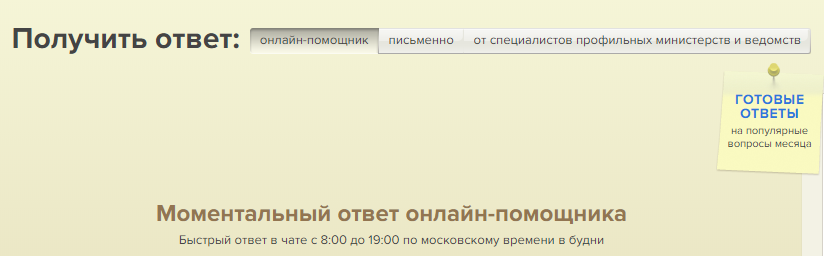 Получить ответ: онлайн-помощник письменно от специалистов профильных министерств и ведомств
ГОТОВЫЕ
ОТВЕТЫ
на популярные
вопросы месяца
Моментальный ответ онлайн-помощника
Быстрый ответ в чате с 8:00 до 19:00 по московскому времени в будни